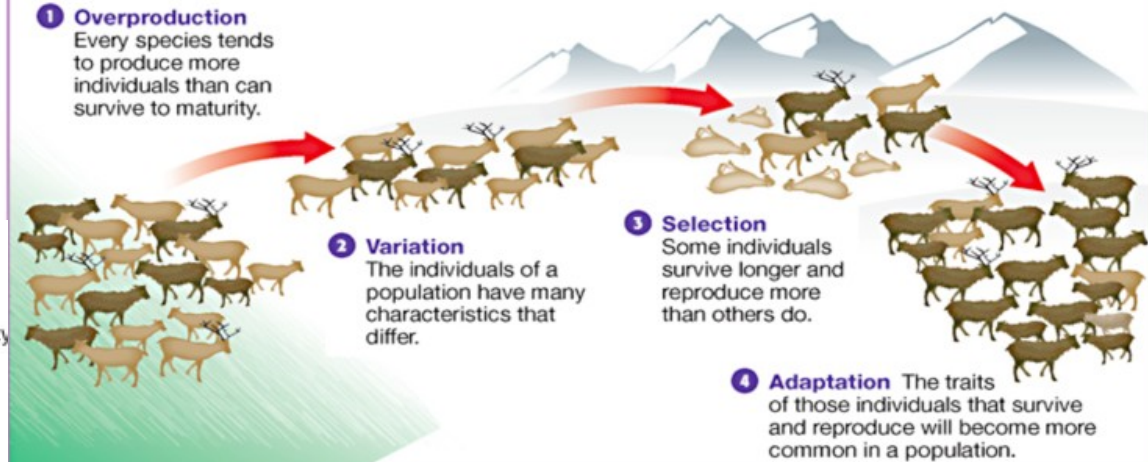 1 Overproduction
Every species tends
to produce more
individuals than can
survive to maturity.
2 Variation
The individuals of a
population have many
characteristics that
differ.
3 Selection
Some individuals
survive longer and
reproduce more
than others do.
4 Adaptation The traits
of those individuals that survive
and reproduce will become more
common in a population.